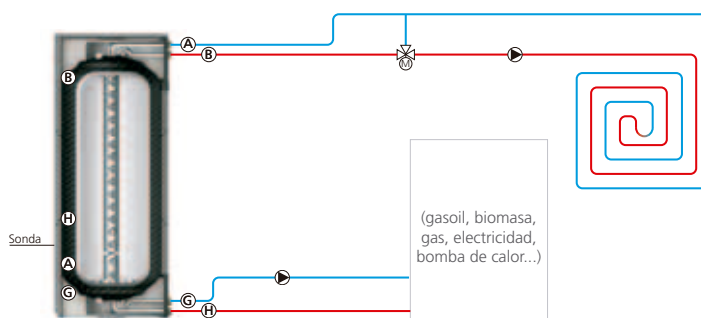 A
B
M
B
H
Sonda
A
G
G
H
(gasoil, biomasa,
gas, electricidad,
bomba de calor...)